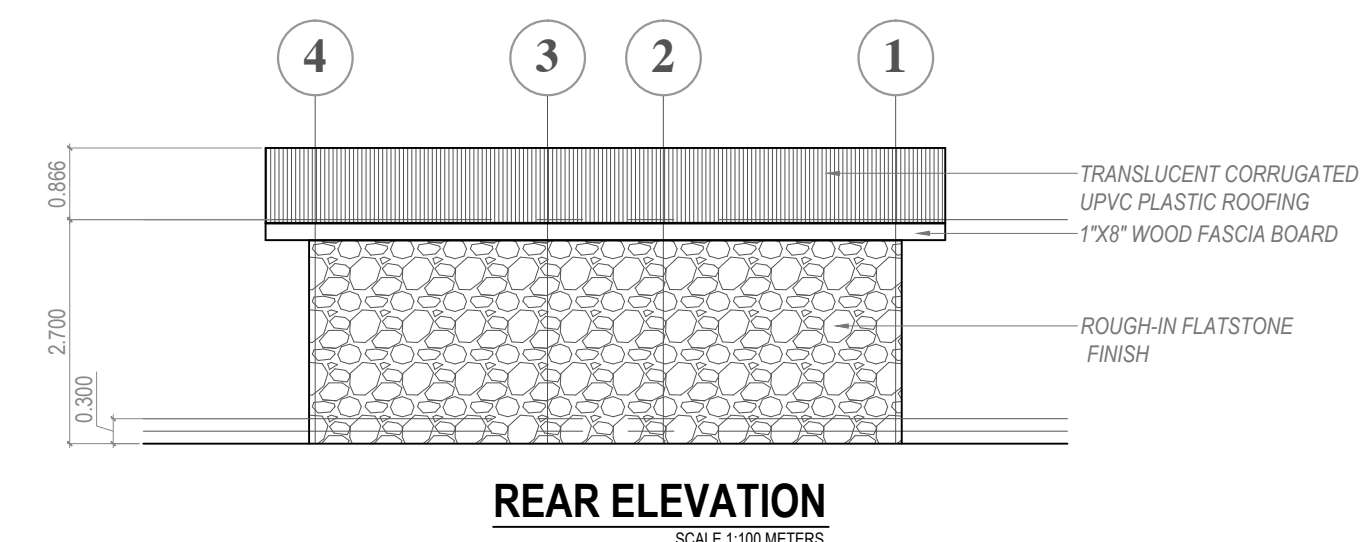 4 3 2 1
0.866
TRANSLUCENT CORRUGATED
UPVC PLASTIC ROOFING
1"X8" WOOD FASCIA BOARD
2.700
ROUGH-IN FLATSTONE
FINISH
0.300
REAR ELEVATION
SCALE 1:100 METERS